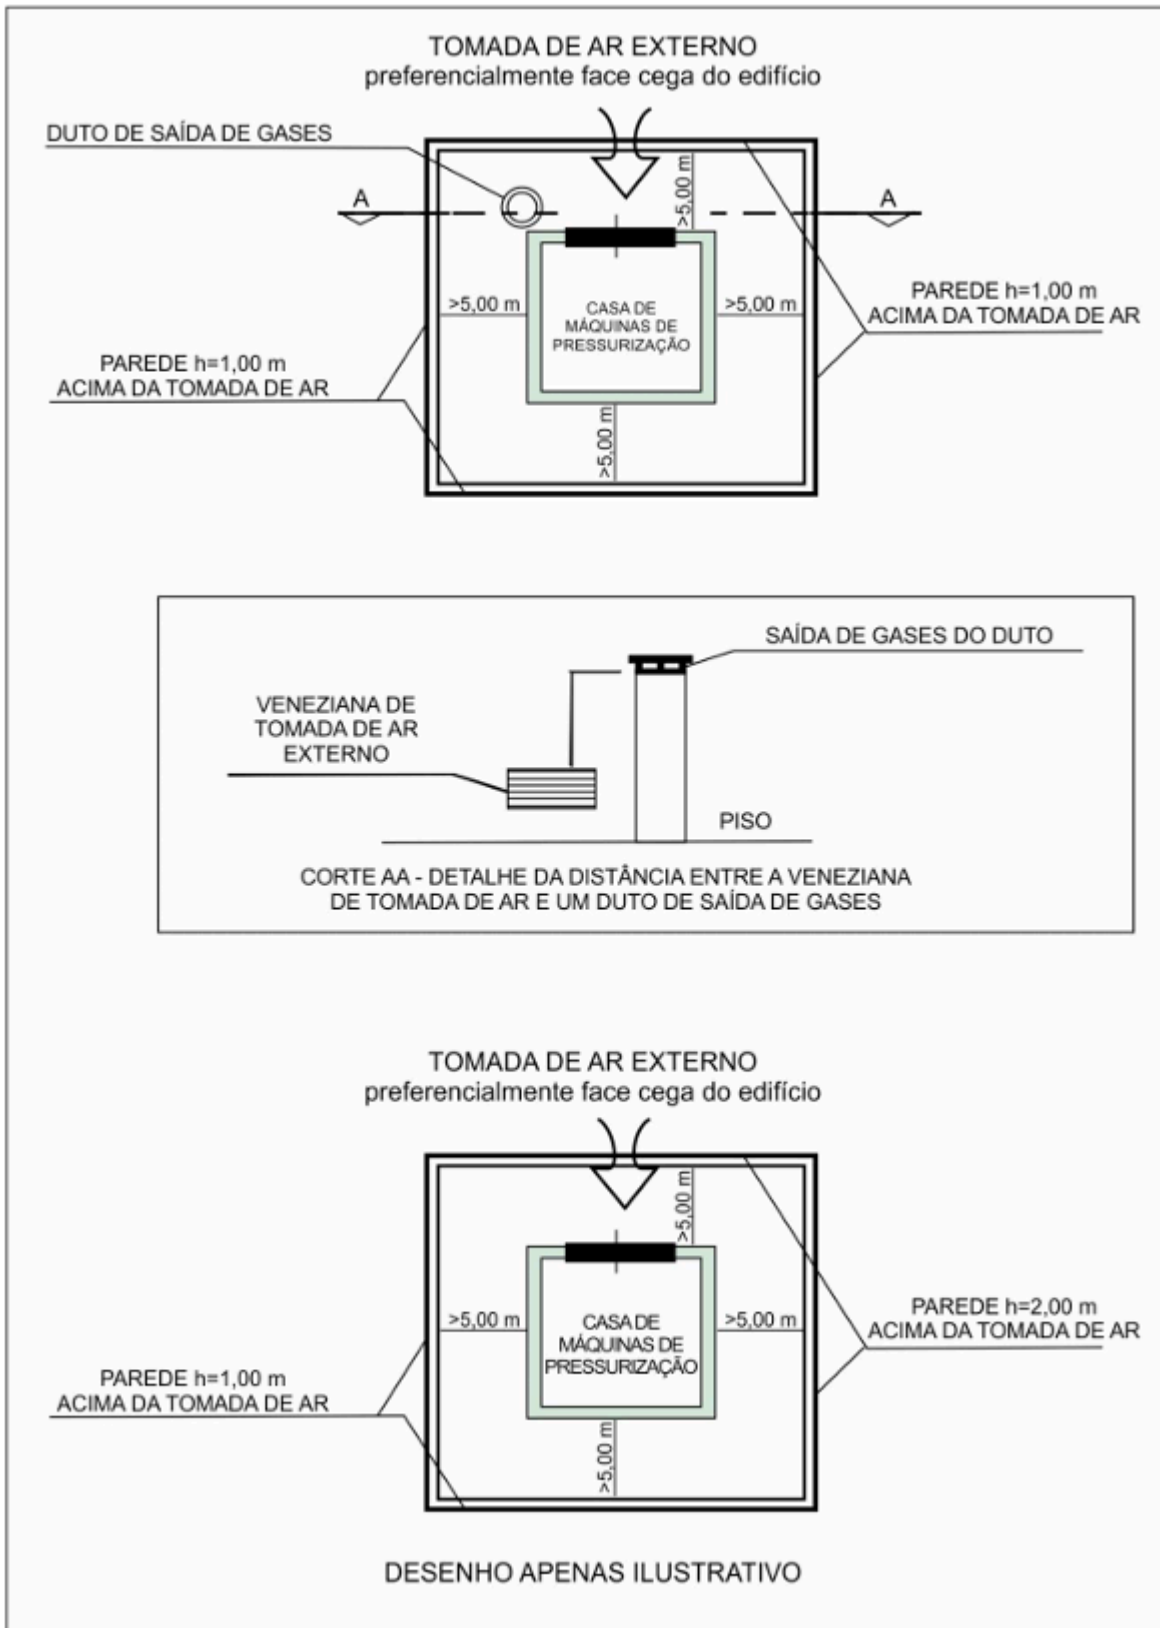 TOMADA DE AR EXTERNO
preferencialmente face cega do edifício
DUTO DE SAÍDA DE GASES
A
A
>5,00 m
>5,00 m
>5,00 m
CASA DE
MÁQUINAS DE
PRESSURIZAÇÃO
PAREDE h=1,00 m
ACIMA DA TOMADA DE AR
PAREDE h=1,00 m
ACIMA DA TOMADA DE AR
>5,00 m
SAÍDA DE GASES DO DUTO
VENEZIANA DE
TOMADA DE AR
EXTERNO
PISO
CORTE AA - DETALHE DA DISTÂNCIA ENTRE A VENEZIANA
DE TOMADA DE AR E UM DUTO DE SAÍDA DE GASES
TOMADA DE AR EXTERNO
preferencialmente face cega do edifício
>5,00 m
>5,00 m
>5,00 m
CASA DE
MÁQUINAS DE
PRESSURIZAÇÃO
PAREDE h=2,00 m
ACIMA DA TOMADA DE AR
PAREDE h=1,00 m
ACIMA DA TOMADA DE AR
>5,00 m
DESENHO APENAS ILUSTRATIVO